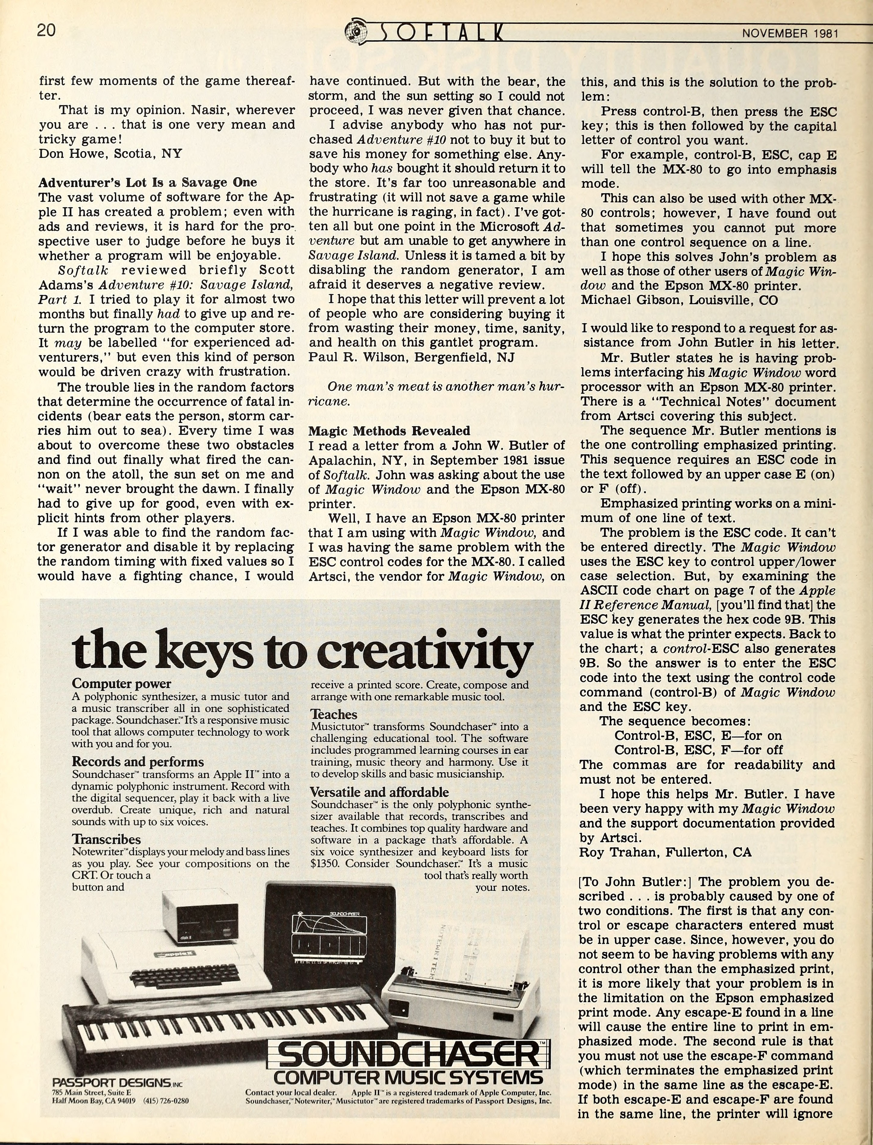 20
SOFTALK
NOVEMBER 1981
first few moments of the game thereaf-
ter.
That is my opinion. Nasir, wherever
you are . . . that is one very mean and
tricky game!
Don Howe, Scotia, NY
Adventurer's Lot Is a Savage One
The vast volume of software for the Ap-
ple II has created a problem; even with
ads and reviews, it is hard for the pro-
spective user to judge before he buys it
whether a program will be enjoyable.
Softalk reviewed briefly Scott
Adams's Adventure #10: Savage Island,
Part 1. I tried to play it for almost two
months but finally had to give up and re-
turn the program to the computer store.
It may be labelled "for experienced ad-
venturers," but even this kind of person
would be driven crazy with frustration.
The trouble lies in the random factors
that determine the occurrence of fatal in-
cidents (bear eats the person, storm car-
ries him out to sea). Every time I was
about to overcome these two obstacles
and find out finally what fired the can-
non on the atoll, the sun set on me and
"wait" never brought the dawn. I finally
had to give up for good, even with ex-
plicit hints from other players.
If I was able to find the random fac-
tor generator and disable it by replacing
the random timing with fixed values so I
would have a fighting chance, I would
have continued. But with the bear, the
storm, and the sun setting so I could not
proceed, I was never given that chance.
I advise anybody who has not pur-
chased Adventure #10 not to buy it but to
save his money for something else. Any-
body who has bought it should return it to
the store. It's far too unreasonable and
frustrating (it will not save a game while
the hurricane is raging, in fact). I've got-
ten all but one point in the Microsoft Ad-
venture but am unable to get anywhere in
Savage Island. Unless it is tamed a bit by
disabling the random generator, I am
afraid it deserves a negative review.
I hope that this letter will prevent a lot
of people who are considering buying it
from wasting their money, time, sanity,
and health on this gantlet program.
Paul R. Wilson, Bergenfield, NJ
One man's meat is another man's hur-
ricane.
Magic Methods Revealed
I read a letter from a John W. Butler of
Apalachin, NY, in September 1981 issue
of Softalk. John was asking about the use
of Magic Window and the Epson MX-80
printer.
Well, I have an Epson MX-80 printer
that I am using with Magic Window, and
I was having the same problem with the
ESC control codes for the MX-80. I called
Artsci, the vendor for Magic Window, on
this, and this is the solution to the prob-
lem:
Press control-B, then press the ESC
key; this is then followed by the capital
letter of control you want.
For example, control-B, ESC, cap E
will tell the MX-80 to go into emphasis
mode.
This can also be used with other MX-
80 controls; however, I have found out
that sometimes you cannot put more
than one control sequence on a line.
I hope this solves John's problem as
well as those of other users of Magic Win-
dow and the Epson MX-80 printer.
Michael Gibson, Louisville, CO
I would like to respond to a request for as-
sistance from John Butler in his letter.
Mr. Butler states he is having prob-
lems interfacing his Magic Window word
processor with an Epson MX-80 printer.
There is a "Technical Notes" document
from Artsci covering this subject.
The sequence Mr. Butler mentions is
the one controlling emphasized printing.
This sequence requires an ESC code in
the text followed by an upper case E (on)
or F (off).
Emphasized printing works on a mini-
mum of one line of text.
The problem is the ESC code. It can't
be entered directly. The Magic Window
uses the ESC key to control upper/lower
case selection. But, by examining the
ASCII code chart on page 7 of the Apple
II Reference Manual, [you'll find that] the
ESC key generates the hex code 9B. This
value is what the printer expects. Back to
the chart; a control-ESC also generates
9B. So the answer is to enter the ESC
code into the text using the control code
command (control-B) of Magic Window
and the ESC key.
The sequence becomes:
Control-B, ESC, E—for on
Control-B, ESC, F—for off
The commas are for readability and
must not be entered.
I hope this helps Mr. Butler. I have
been very happy with my Magic Window
and the support documentation provided
by Artsci.
Roy Trahan, Fullerton, CA
[To John Butler:] The problem you de-
scribed . . . is probably caused by one of
two conditions. The first is that any con-
trol or escape characters entered must
be in upper case. Since, however, you do
not seem to be having problems with any
control other than the emphasized print,
it is more likely that your problem is in
the limitation on the Epson emphasized
print mode. Any escape-E found in a line
will cause the entire line to print in em-
phasized mode. The second rule is that
you must not use the escape-F command
(which terminates the emphasized print
mode) in the same line as the escape-E.
If both escape-E and escape-F are found
in the same line, the printer will ignore
the keys to creativity
Computer power
A polyphonic synthesizer, a music tutor and
a music transcriber all in one sophisticated
package. Soundchaser.™ It's a responsive music
tool that allows computer technology to work
with you and for you.
Records and performs
Soundchaser™ transforms an Apple II™ into a
dynamic polyphonic instrument. Record with
the digital sequencer, play it back with a live
overdub. Create unique, rich and natural
sounds with up to six voices.
Transcribes
Notewriter™ displays your melody and bass lines
as you play. See your compositions on the
CRT. Or touch a
button and
receive a printed score. Create, compose and
arrange with one remarkable music tool.
Teaches
Musictutor™ transforms Soundchaser™ into a
challenging educational tool. The software
includes programmed learning courses in ear
training, music theory and harmony. Use it
to develop skills and basic musicianship.
Versatile and affordable
Soundchaser™ is the only polyphonic synthe-
sizer available that records, transcribes and
teaches. It combines top quality hardware and
software in a package that's affordable. A
six voice synthesizer and keyboard lists for
$1350. Consider Soundchaser.™ It's a music
tool that's really worth
your notes.
SOUNDCHASER
SOUNDCHASER™
COMPUTER MUSIC SYSTEMS
PASSPORT DESIGNS INC
785 Main Street, Suite E
Half Moon Bay, CA 94019 (415) 726-0280
Contact your local dealer. Apple II™ is a registered trademark of Apple Computer, Inc.
Soundchaser,™ Notewriter,™ Musictutor™ are registered trademarks of Passport Designs, Inc.